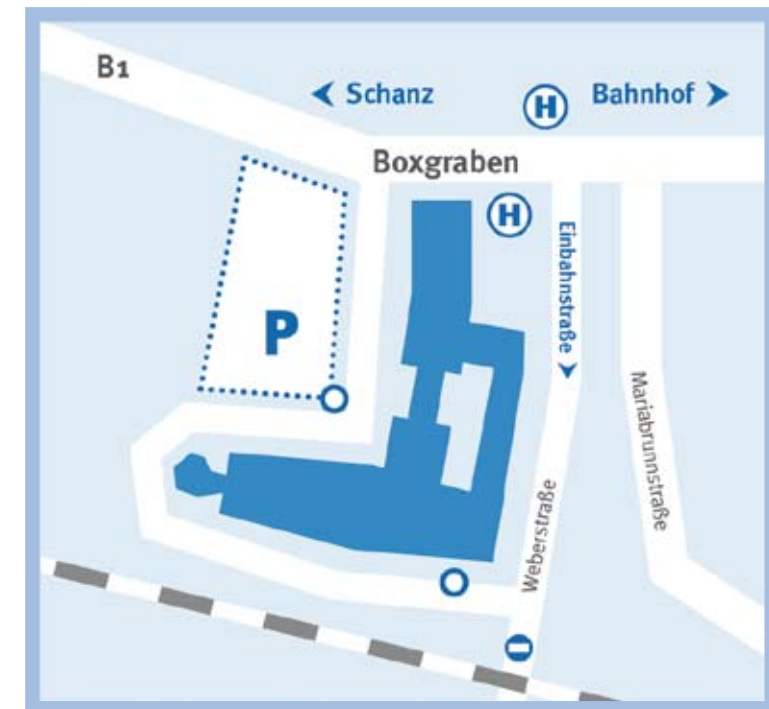 B1
Schanz
Bahnhof
H
Boxgraben
H
Einbahnstraße
P
Mariabrunnstraße
Weberstraße